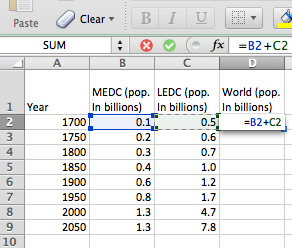 Paste
Clear
B I U
SUM
fx =B2+C2
A B C D
1 Year MEDC (pop. In billions) LEDC (pop. In billions) World (pop. In billions)
2 1700 0.1 0.5 =B2+C2
3 1750 0.2 0.6
4 1800 0.3 0.7
5 1850 0.4 1.0
6 1900 0.6 1.2
7 1950 0.8 1.7
8 2000 1.3 4.7
9 2050 1.3 7.8